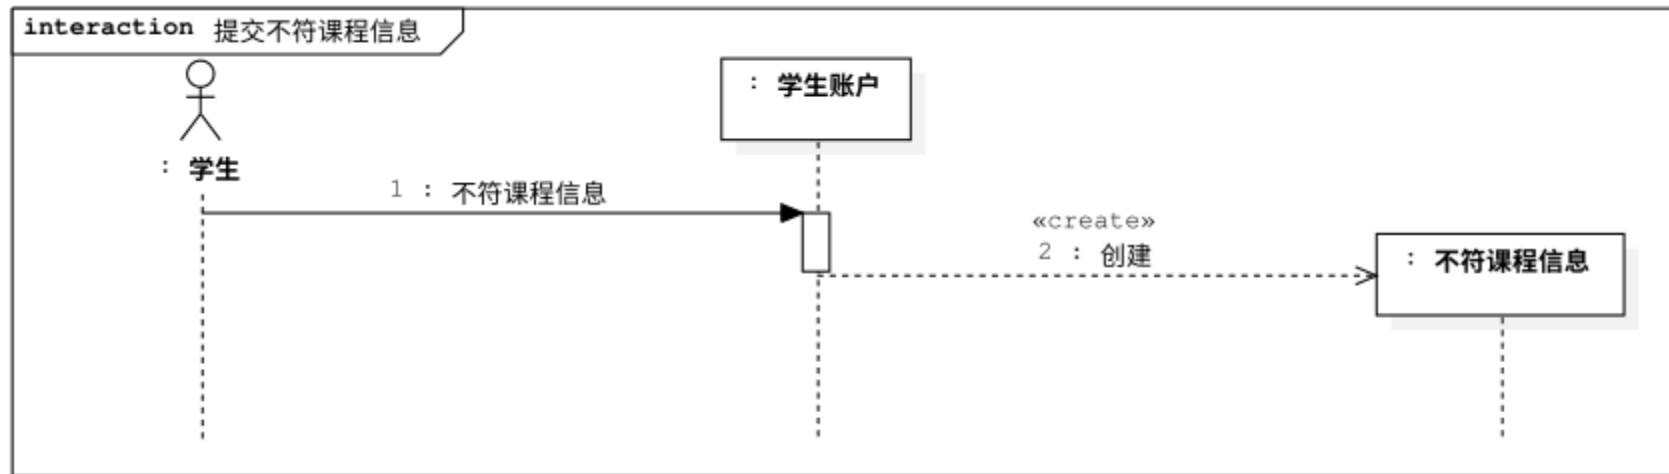 interaction 提交不符课程信息
: 学生账户
: 学生
1 : 不符课程信息
«create»
2 : 创建
: 不符课程信息